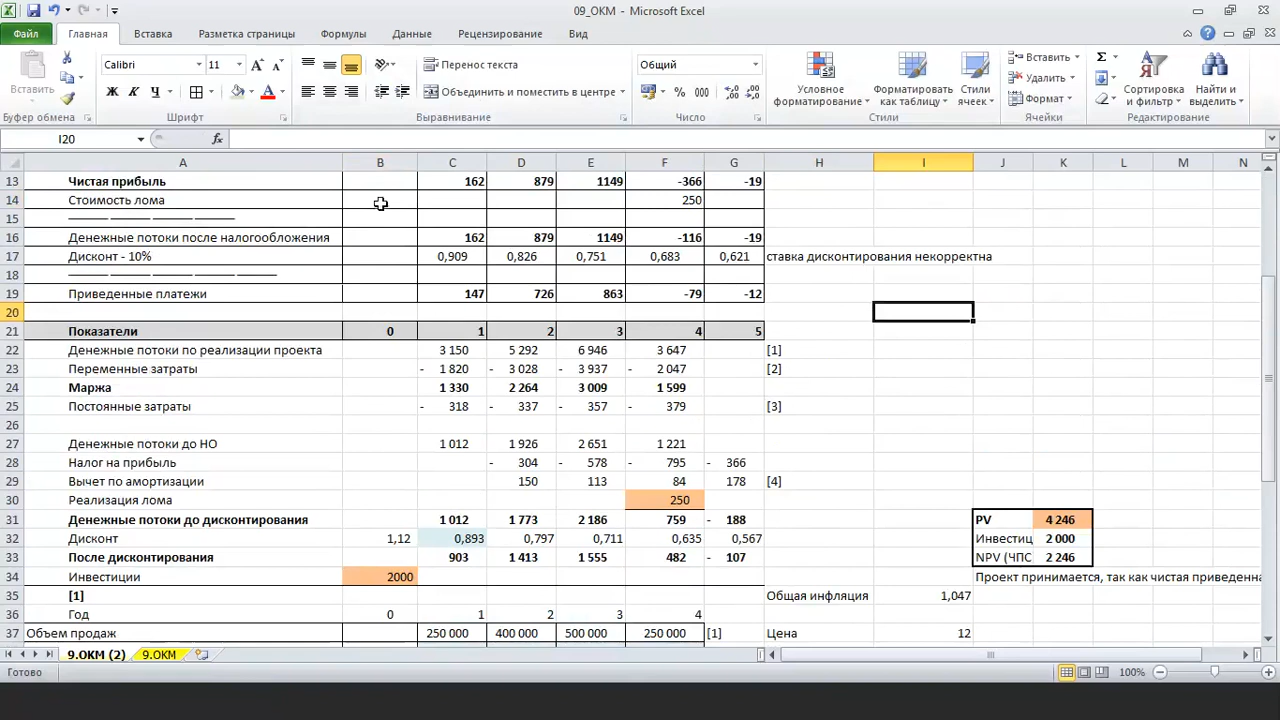 09_OKM - Microsoft Excel
Файл Главная Вставка Разметка страницы Формулы Данные Рецензирование Вид
Вставить Calibri 11 Перенос текста Общий Условное форматирование Форматировать как таблицу Стили ячеек Вставить Удалить Формат Сортировка и фильтр Найти и выделить
Ж К Ч Объединить и поместить в центре % 000
Буфер обмена Шрифт Выравнивание Число Стили Ячейки Редактирование
I20 fx
A B C D E F G H I J K L M N
13 Чистая прибыль 162 879 1149 -366 -19
14 Стоимость лома 250
15
16 Денежные потоки после налогообложения 162 879 1149 -116 -19
17 Дисконт - 10% 0,909 0,826 0,751 0,683 0,621 ставка дисконтирования некорректна
18
19 Приведенные платежи 147 726 863 -79 -12
20
21 Показатели 0 1 2 3 4 5
22 Денежные потоки по реализации проекта 3 150 5 292 6 946 3 647 [1]
23 Переменные затраты - 1 820 - 3 028 - 3 937 - 2 047 [2]
24 Маржа 1 330 2 264 3 009 1 599
25 Постоянные затраты - 318 - 337 - 357 - 379 [3]
26
27 Денежные потоки до НО 1 012 1 926 2 651 1 221
28 Налог на прибыль - 304 - 578 - 795 - 366
29 Вычет по амортизации 150 113 84 178 [4]
30 Реализация лома 250
31 Денежные потоки до дисконтирования 1 012 1 773 2 186 759 - 188 PV 4 246
32 Дисконт 1,12 0,893 0,797 0,711 0,635 0,567 Инвестиц 2 000
33 После дисконтирования 903 1 413 1 555 482 - 107 NPV (ЧПС 2 246
34 Инвестиции 2000 Проект принимается, так как чистая приведенна
35 [1] Общая инфляция 1,047
36 Год 0 1 2 3 4
37 Объем продаж 250 000 400 000 500 000 250 000 [1] Цена 12
9.ОКМ (2) 9.ОКМ
Готово 100%